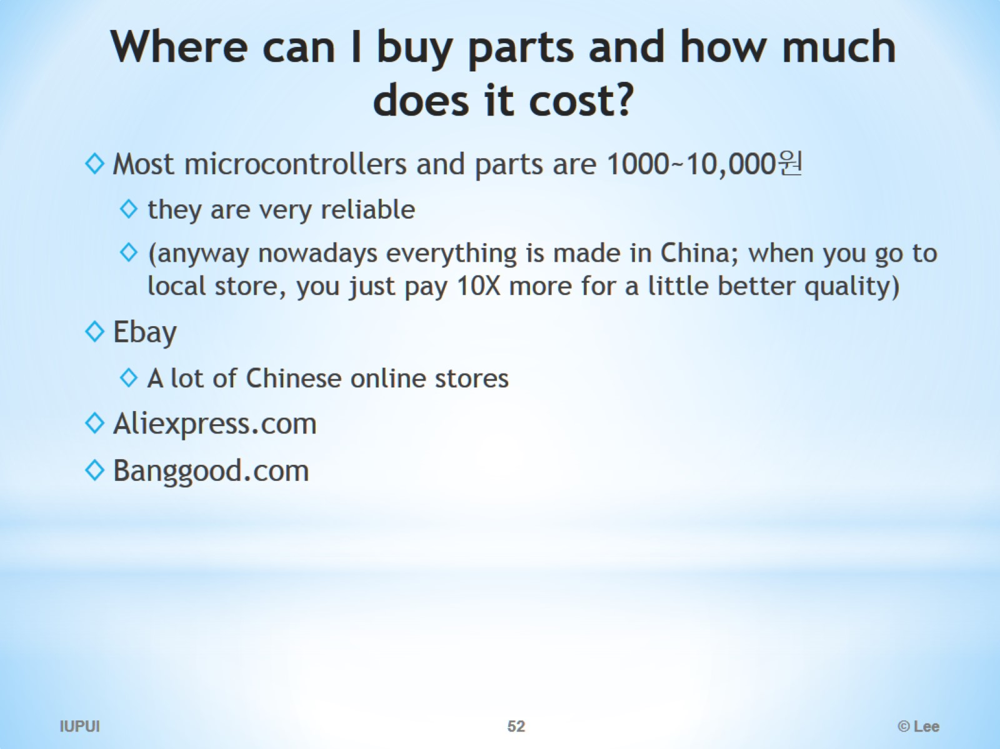 Where can I buy parts and how much
does it cost?
Most microcontrollers and parts are 1000~10,000원
they are very reliable
(anyway nowadays everything is made in China; when you go to
local store, you just pay 10X more for a little better quality)
Ebay
A lot of Chinese online stores
Aliexpress.com
Banggood.com
IUPUI
52
© Lee